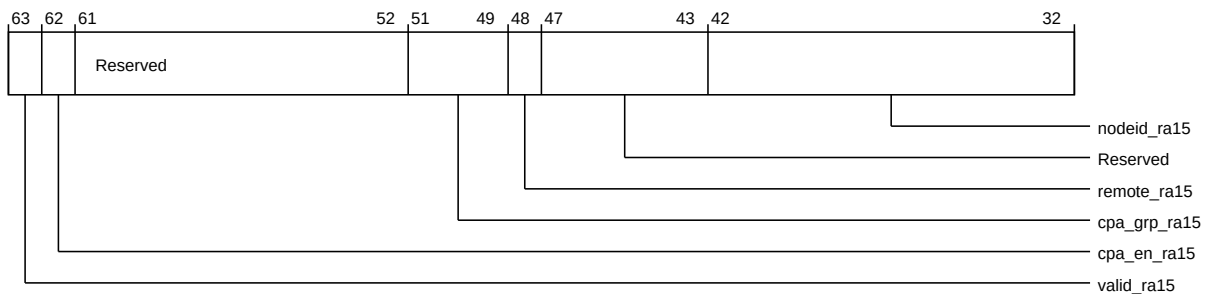 63 62 61 52 51 49 48 47 43 42 32
Reserved
nodeid_ra15
Reserved
remote_ra15
cpa_grp_ra15
cpa_en_ra15
valid_ra15